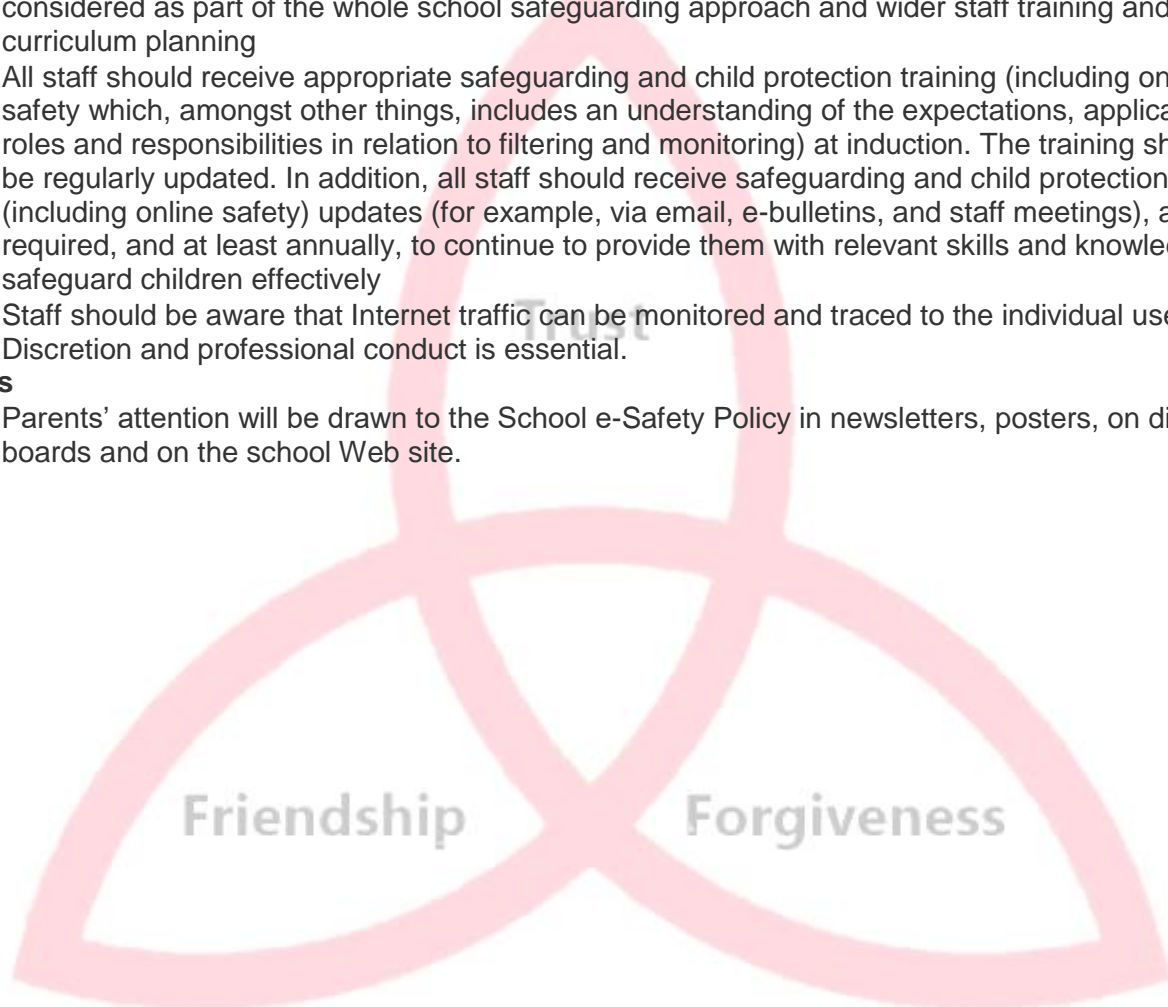 considered as part of the whole school safeguarding approach and wider staff training and
curriculum planning
All staff should receive appropriate safeguarding and child protection training (including on
safety which, amongst other things, includes an understanding of the expectations, applica
roles and responsibilities in relation to filtering and monitoring) at induction. The training sh
be regularly updated. In addition, all staff should receive safeguarding and child protection
(including online safety) updates (for example, via email, e-bulletins, and staff meetings), a
required, and at least annually, to continue to provide them with relevant skills and knowled
safeguard children effectively
Staff should be aware that Internet traffic can be monitored and traced to the individual use
Trust
Discretion and professional conduct is essential.
s
Parents’ attention will be drawn to the School e-Safety Policy in newsletters, posters, on di
boards and on the school Web site.
Friendship
Forgiveness